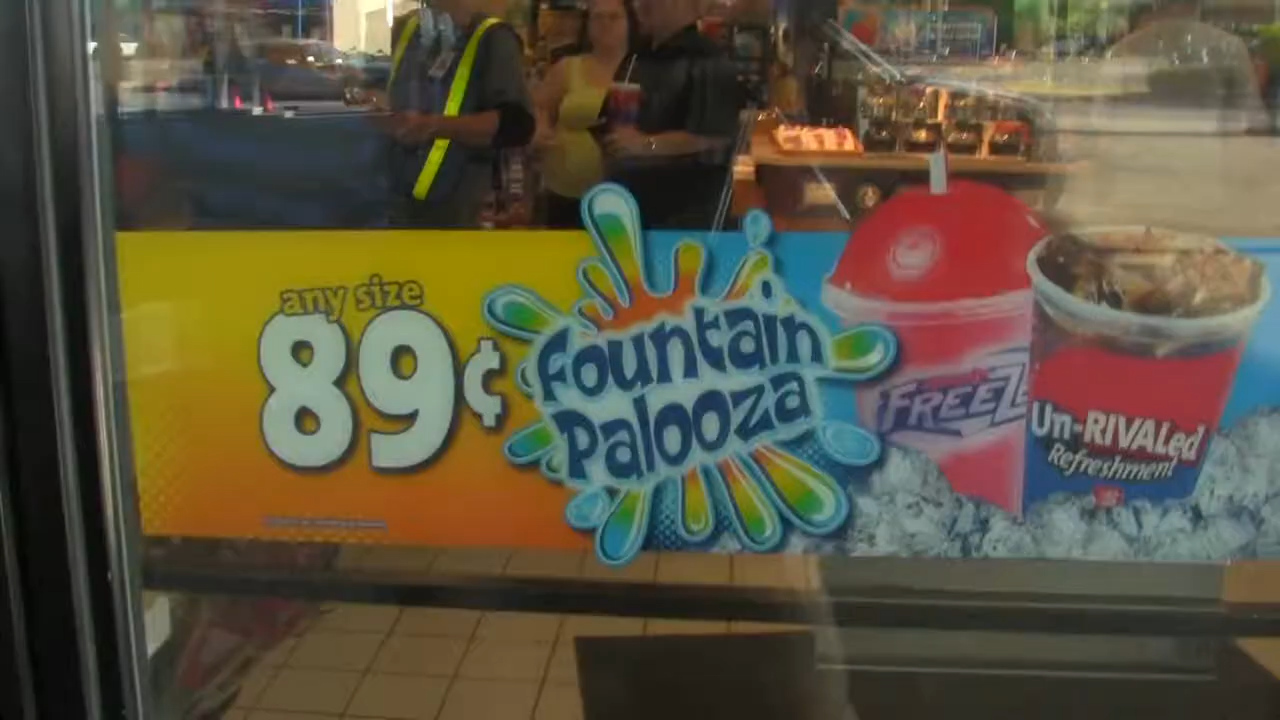 any size
89¢
Fountain
Palooza
FREEZ
Un-RIVALed
Refreshment